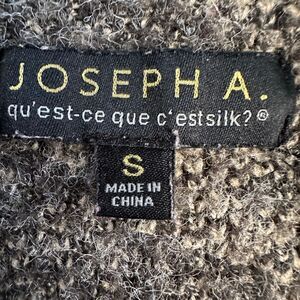 JOSEPH A.
qu'est-ce que c'estsilk?®
S
MADE IN
CHINA